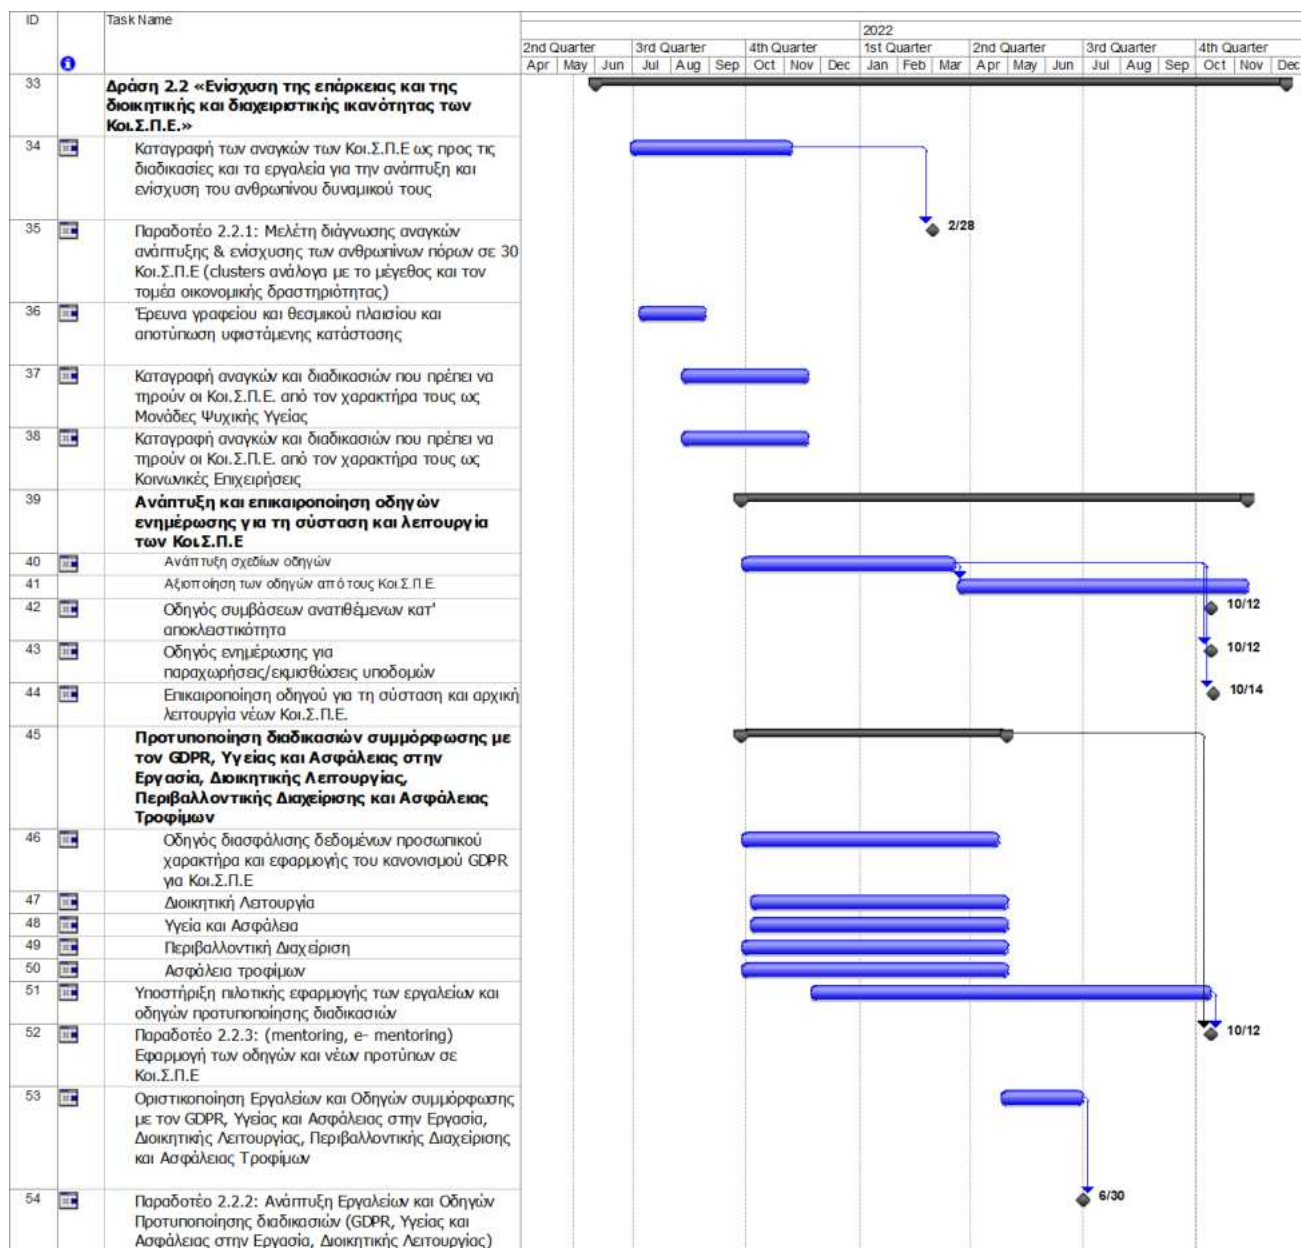 ID
Task Name
2022
2nd Quarter 3rd Quarter 4th Quarter 1st Quarter 2nd Quarter 3rd Quarter 4th Quarter
Apr May Jun Jul Aug Sep Oct Nov Dec Jan Feb Mar Apr May Jun Jul Aug Sep Oct Nov Dec
33
Δράση 2.2 «Ενίσχυση της επάρκειας και της
διοικητικής και διαχειριστικής ικανότητας των
Κοι.Σ.Π.Ε.»
34
Καταγραφή των αναγκών των Κοι.Σ.Π.Ε ως προς τις
διαδικασίες και τα εργαλεία για την ανάπτυξη και
ενίσχυση του ανθρωπίνου δυναμικού τους
35
Παραδοτέο 2.2.1: Μελέτη διάγνωσης αναγκών
ανάπτυξης & ενίσχυσης των ανθρωπίνων πόρων σε 30
Κοι.Σ.Π.Ε (clusters ανάλογα με το μέγεθος και τον
τομέα οικονομικής δραστηριότητας)
2/28
36
Έρευνα γραφείου και θεσμικού πλαισίου και
αποτύπωση υφιστάμενης κατάστασης
37
Καταγραφή αναγκών και διαδικασιών που πρέπει να
τηρούν οι Κοι.Σ.Π.Ε. από τον χαρακτήρα τους ως
Μονάδες Ψυχικής Υγείας
38
Καταγραφή αναγκών και διαδικασιών που πρέπει να
τηρούν οι Κοι.Σ.Π.Ε. από τον χαρακτήρα τους ως
Κοινωνικές Επιχειρήσεις
39
Ανάπτυξη και επικαιροποίηση οδηγών
ενημέρωσης για τη σύσταση και λειτουργία
των Κοι.Σ.Π.Ε
40
Ανάπτυξη σχεδίων οδηγών
41
Αξιοποίηση των οδηγών από τους Κοι.Σ.Π.Ε.
42
Οδηγός συμβάσεων ανατιθέμενων κατ'
αποκλειστικότητα
10/12
43
Οδηγός ενημέρωσης για
παραχωρήσεις/εκμισθώσεις υποδομών
10/12
44
Επικαιροποίηση οδηγού για τη σύσταση και αρχική
λειτουργία νέων Κοι.Σ.Π.Ε.
10/14
45
Προτυποποίηση διαδικασιών συμμόρφωσης με
τον GDPR, Υγείας και Ασφάλειας στην
Εργασία, Διοικητικής Λειτουργίας,
Περιβαλλοντικής Διαχείρισης και Ασφάλειας
Τροφίμων
46
Οδηγός διασφάλισης δεδομένων προσωπικού
χαρακτήρα και εφαρμογής του κανονισμού GDPR
για Κοι.Σ.Π.Ε
47
Διοικητική Λειτουργία
48
Υγεία και Ασφάλεια
49
Περιβαλλοντική Διαχείριση
50
Ασφάλεια τροφίμων
51
Υποστήριξη πιλοτικής εφαρμογής των εργαλείων και
οδηγών προτυποποίησης διαδικασιών
52
Παραδοτέο 2.2.3: (mentoring, e- mentoring)
Εφαρμογή των οδηγών και νέων προτύπων σε
Κοι.Σ.Π.Ε
10/12
53
Οριστικοποίηση Εργαλείων και Οδηγών συμμόρφωσης
με τον GDPR, Υγείας και Ασφάλειας στην Εργασία,
Διοικητικής Λειτουργίας, Περιβαλλοντικής Διαχείρισης
και Ασφάλειας Τροφίμων
54
Παραδοτέο 2.2.2: Ανάπτυξη Εργαλείων και Οδηγών
Προτυποποίησης διαδικασιών (GDPR, Υγείας και
Ασφάλειας στην Εργασία, Διοικητικής Λειτουργίας)
6/30